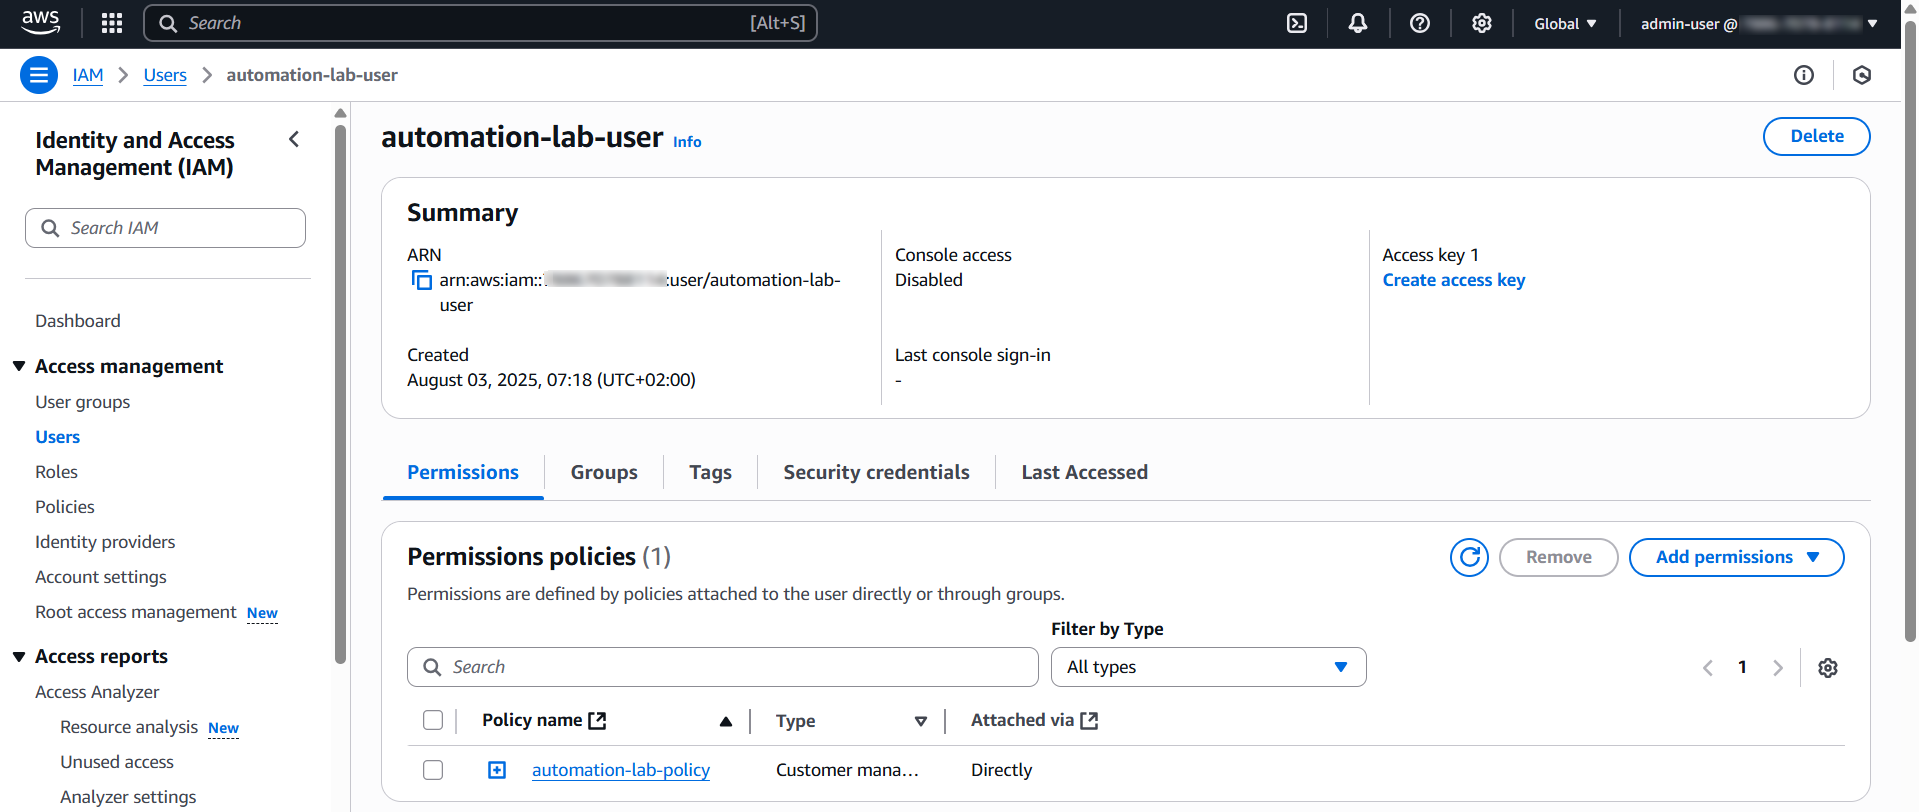 aws
Search [Alt+S]
Global
admin-user @
IAM > Users > automation-lab-user
Identity and Access
Management (IAM)
Search IAM
Dashboard
Access management
User groups
Users
Roles
Policies
Identity providers
Account settings
Root access management New
Access reports
Access Analyzer
Resource analysis New
Unused access
Analyzer settings
automation-lab-user Info
Delete
Summary
ARN
arn:aws:iam:: :user/automation-lab-
user
Created
August 03, 2025, 07:18 (UTC+02:00)
Console access
Disabled
Last console sign-in
-
Access key 1
Create access key
Permissions Groups Tags Security credentials Last Accessed
Permissions policies (1)
Remove Add permissions
Permissions are defined by policies attached to the user directly or through groups.
Filter by Type
Search All types 1
Policy name Type Attached via
automation-lab-policy Customer mana... Directly